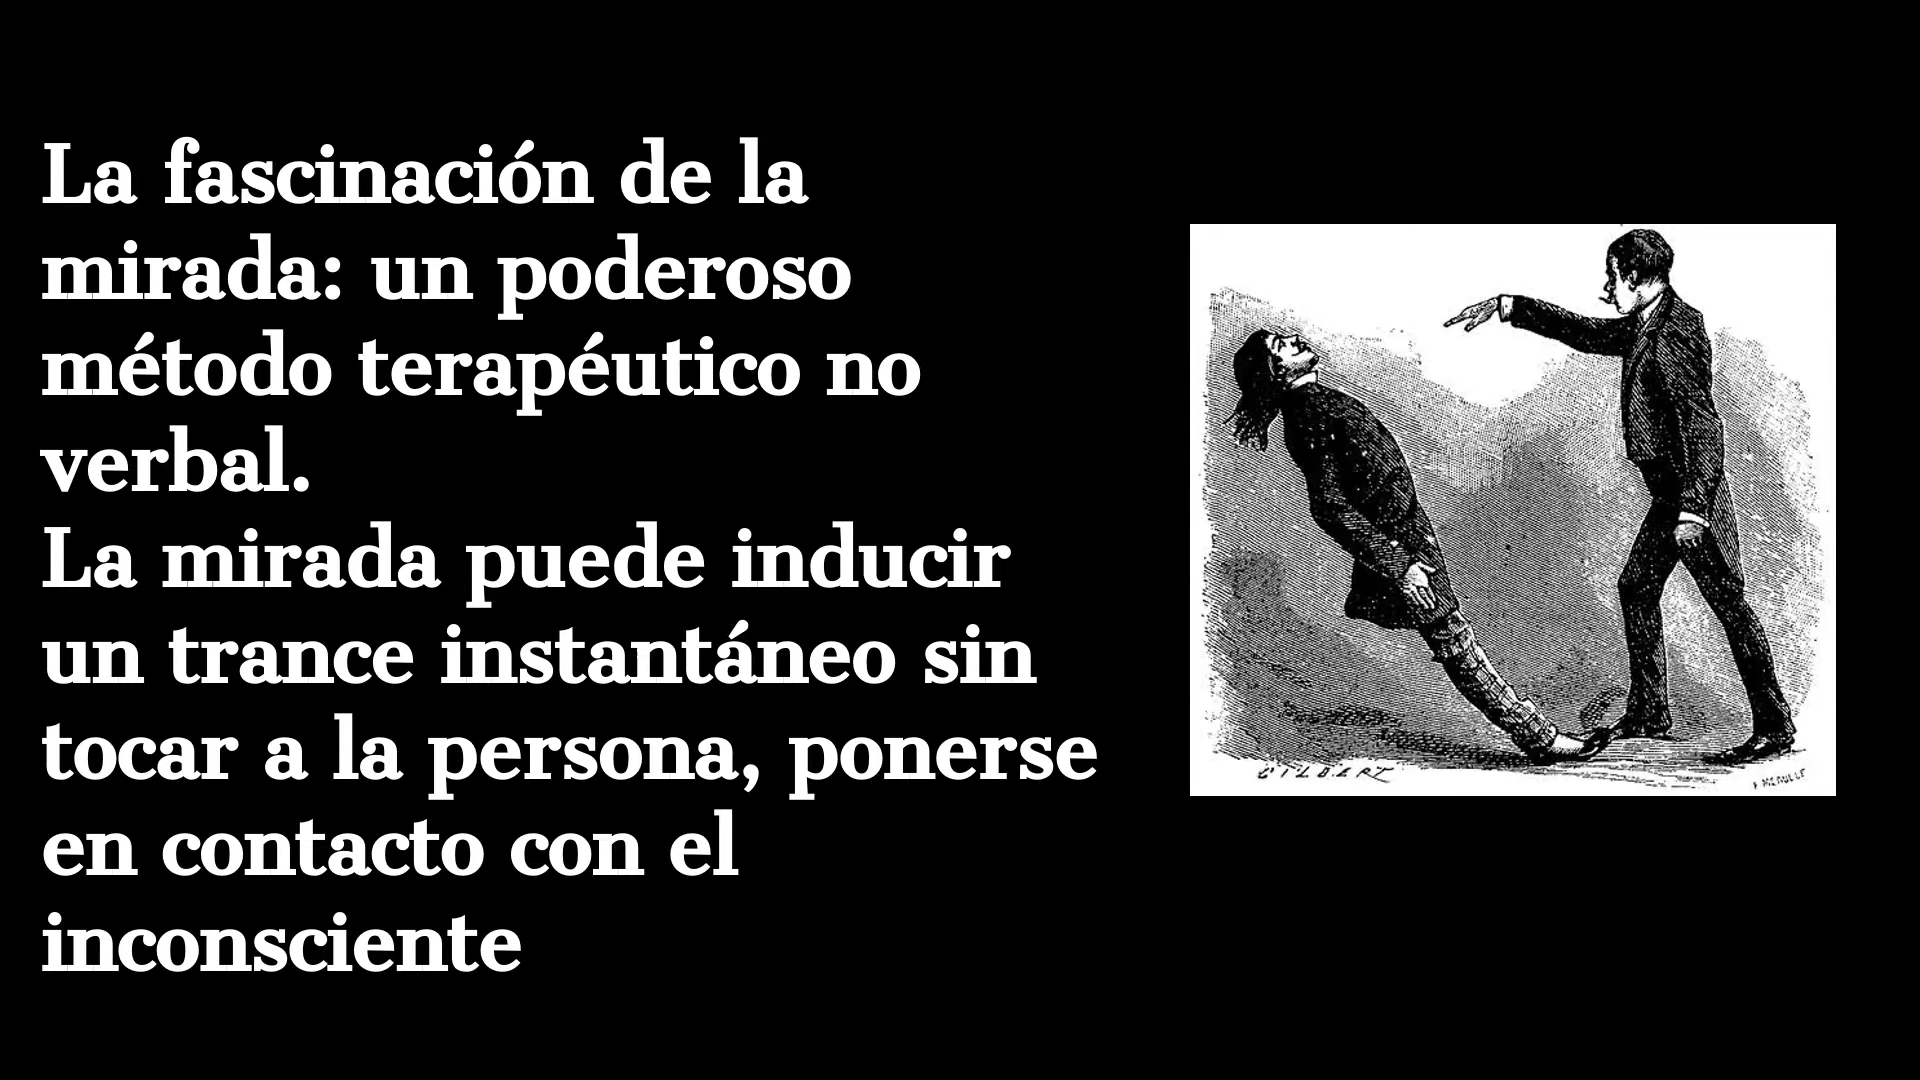 La fascinación de la
mirada: un poderoso
método terapéutico no
verbal.
La mirada puede inducir
un trance instantáneo sin
tocar a la persona, ponerse
en contacto con el
inconsciente
GILBERT